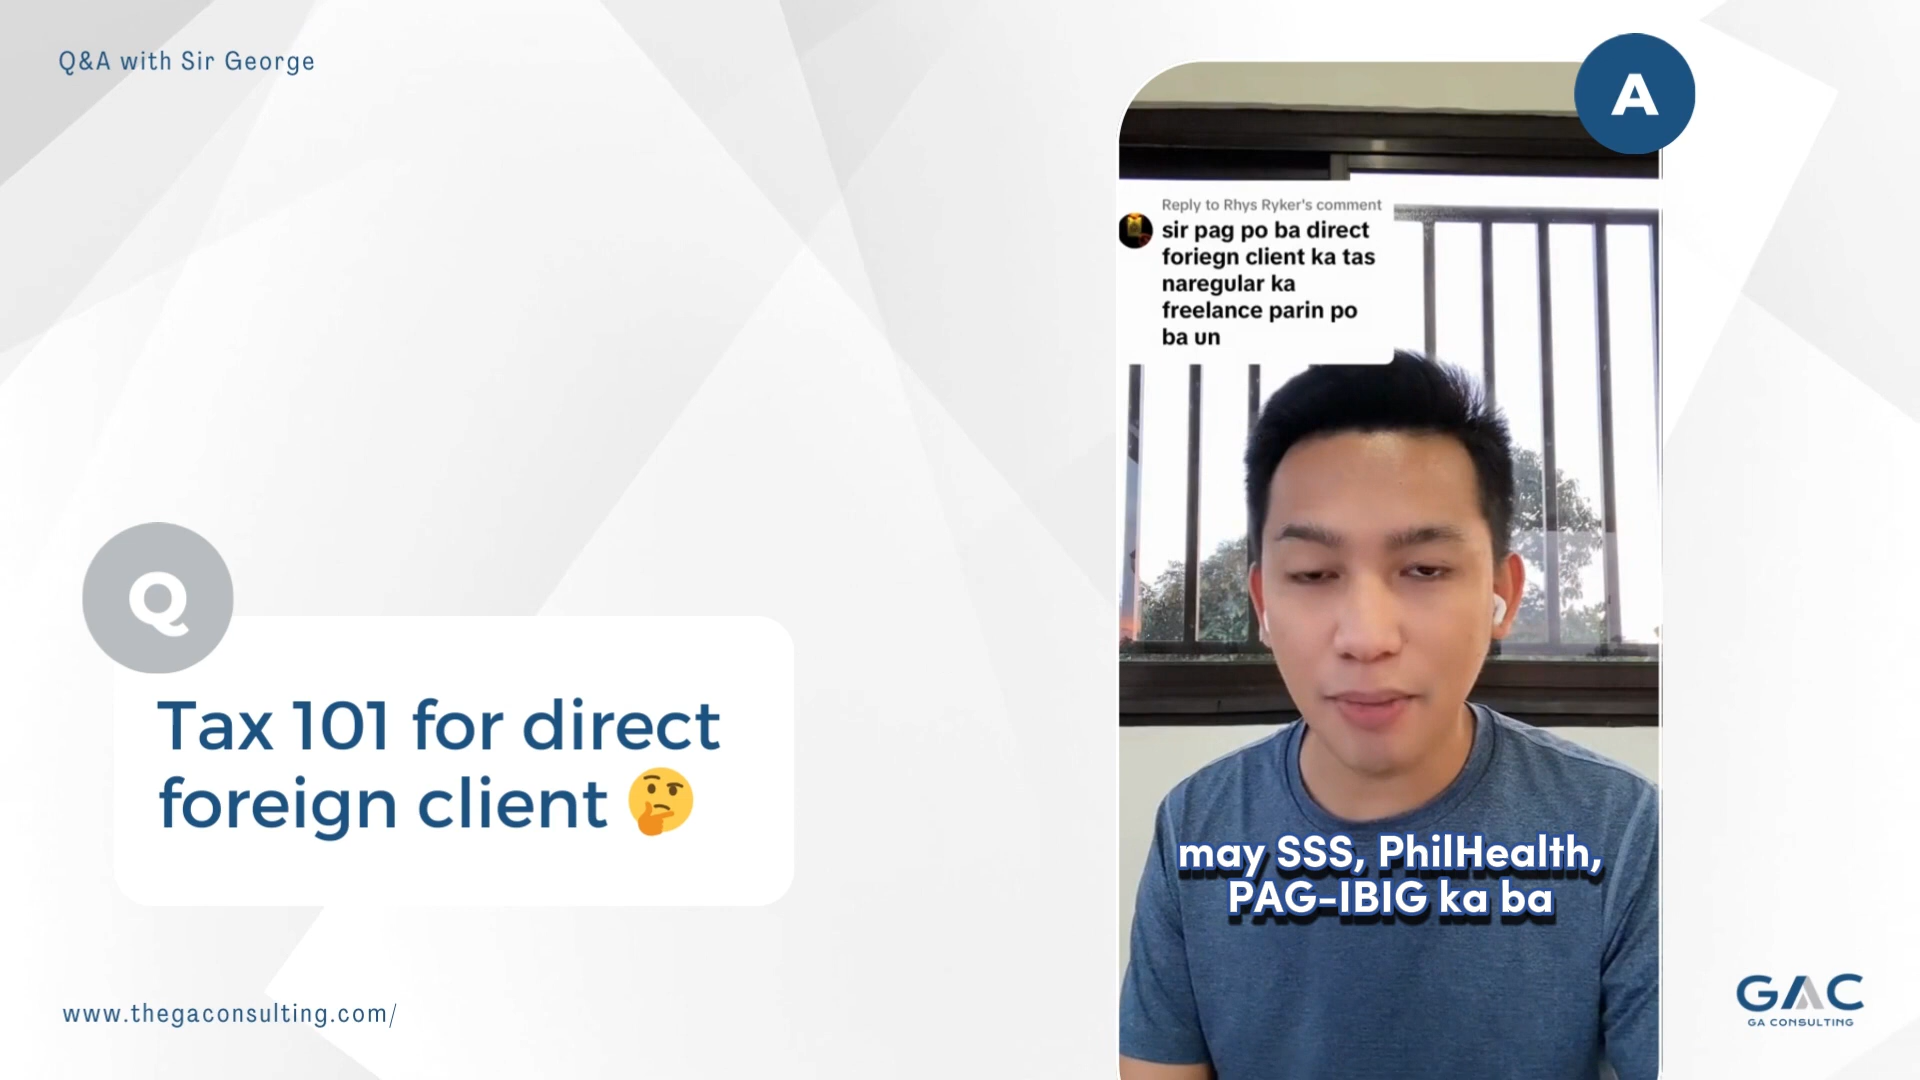 Q&A with Sir George
A
Reply to Rhys Ryker's comment
sir pag po ba direct
foriegn client ka tas
naregular ka
freelance parin po
ba un
Q
Tax 101 for direct
foreign client 🤔
may SSS, PhilHealth,
PAG-IBIG ka ba
www.thegaconsulting.com/
GAC
GA CONSULTING